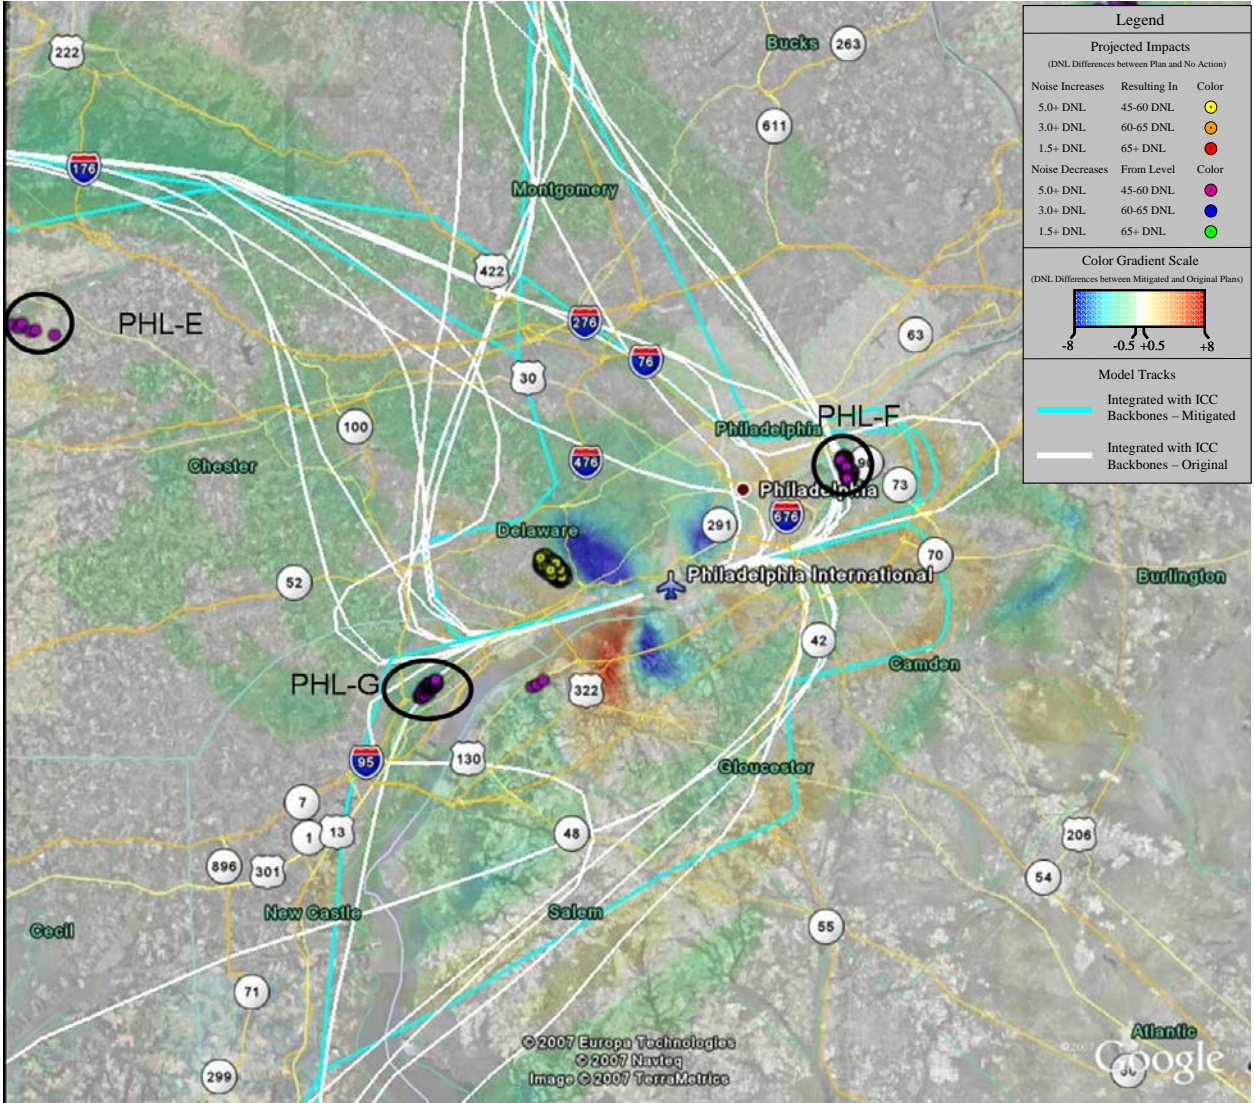 Legend
Projected Impacts
(DNL Differences between Plan and No Action)
Noise Increases Resulting In Color
5.0+ DNL 45-60 DNL
3.0+ DNL 60-65 DNL
1.5+ DNL 65+ DNL
Noise Decreases From Level Color
5.0+ DNL 45-60 DNL
3.0+ DNL 60-65 DNL
1.5+ DNL 65+ DNL
Color Gradient Scale
(DNL Differences between Mitigated and Original Plans)
-8 -0.5 +0.5 +8
Model Tracks
Integrated with ICC
Backbones – Mitigated
Integrated with ICC
Backbones – Original
222
Bucks
263
611
176
Montgomery
422
PHL-E
276
63
76
30
PHL-F
100
Philadelphia
Chester
476
73
Philadelphia
291
676
Delaware
70
52
Philadelphia International
Burlington
42
Camden
PHL-G
322
95
130
Gloucester
7
1
13
48
206
896
301
54
New Castle
Salem
Cecil
55
71
Atlantic
© 2007 Europa Technologies
© 2007 Navteq
Image © 2007 TerraMetrics
Google
299